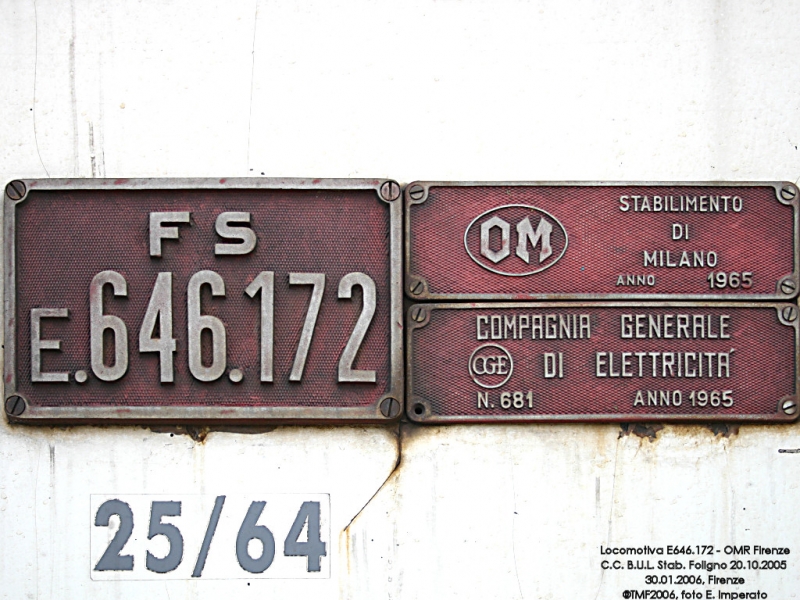 FS
E.646.172
OM
STABILIMENTO
DI
MILANO
ANNO 1965
COMPAGNIA GENERALE
CGE DI ELETTRICITÁ
N. 681 ANNO 1965
25/64
Locomotiva E646.172 - OMR Firenze
C.C. B.U.L. Stab. Foligno 20.10.2005
30.01.2006, Firenze
©TMF2006, foto E. Imperato